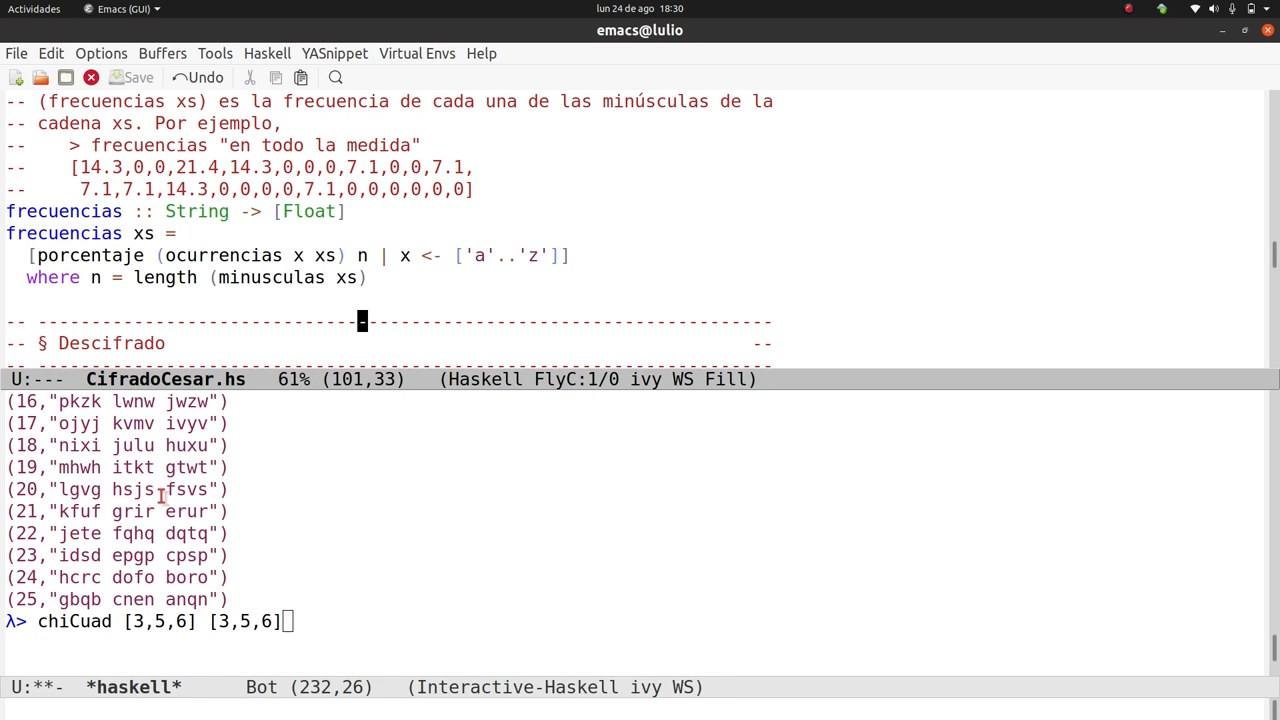 Actividades Emacs (GUI) lun 24 de ago 18:30
emacs@lulio
File Edit Options Buffers Tools Haskell YASnippet Virtual Envs Help
Save Undo
-- (frecuencias xs) es la frecuencia de cada una de las minúsculas de la
-- cadena xs. Por ejemplo,
--    > frecuencias "en todo la medida"
--    [14.3,0,0,21.4,14.3,0,0,0,7.1,0,0,7.1,
--     7.1,7.1,14.3,0,0,0,0,7.1,0,0,0,0,0,0]
frecuencias :: String -> [Float]
frecuencias xs =
  [porcentaje (ocurrencias x xs) n | x <- ['a'..'z']]
  where n = length (minusculas xs)
-- ---------------------------------------------------------------------
-- § Descifrado                                                       --
-- ---------------------------------------------------------------------
U:--- CifradoCesar.hs 61% (101,33) (Haskell FlyC:1/0 ivy WS Fill)
(16,"pkzk lwnw jwzw")
(17,"ojyj kvmv ivyv")
(18,"nixi julu huxu")
(19,"mhwh itkt gtwt")
(20,"lgvg hsjs fsvs")
(21,"kfuf grir erur")
(22,"jete fqhq dqtq")
(23,"idsd epgp cpsp")
(24,"hcrc dofo boro")
(25,"gbqb cnen anqn")
λ> chiCuad [3,5,6] [3,5,6]
U:**- *haskell* Bot (232,26) (Interactive-Haskell ivy WS)